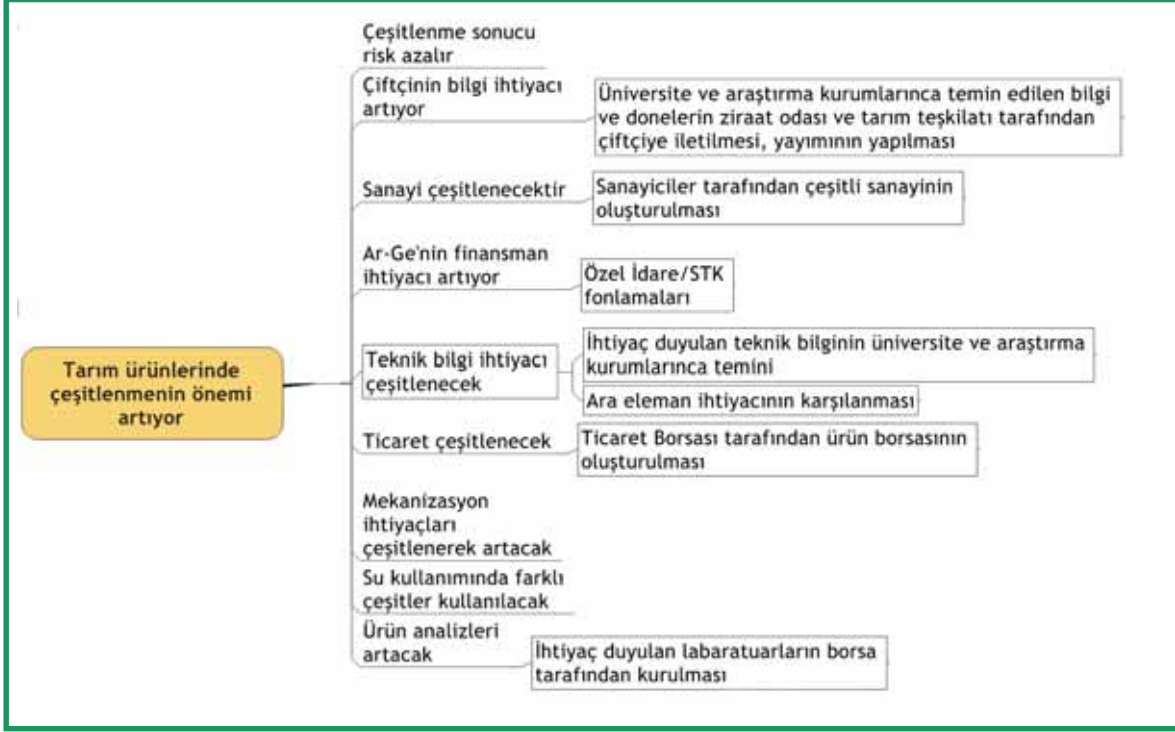 Çeşitlenme sonucu
risk azalır
Çiftçinin bilgi ihtiyacı
artıyor
Üniversite ve araştırma kurumlarınca temin edilen bilgi
ve donelerin ziraat odası ve tarım teşkilatı tarafından
çiftçiye iletilmesi, yayımının yapılması
Sanayi çeşitlenecektir
Sanayiciler tarafından çeşitli sanayinin
oluşturulması
Ar-Ge'nin finansman
ihtiyacı artıyor
Özel İdare/STK
fonlamaları
Tarım ürünlerinde
çeşitlenmenin önemi
artıyor
Teknik bilgi ihtiyacı
çeşitlenecek
İhtiyaç duyulan teknik bilginin üniversite ve araştırma
kurumlarınca temini
Ara eleman ihtiyacının karşılanması
Ticaret çeşitlenecek
Ticaret Borsası tarafından ürün borsasının
oluşturulması
Mekanizasyon
ihtiyaçları
çeşitlenerek artacak
Su kullanımında farklı
çeşitler kullanılacak
Ürün analizleri
artacak
İhtiyaç duyulan labaratuarların borsa
tarafından kurulması